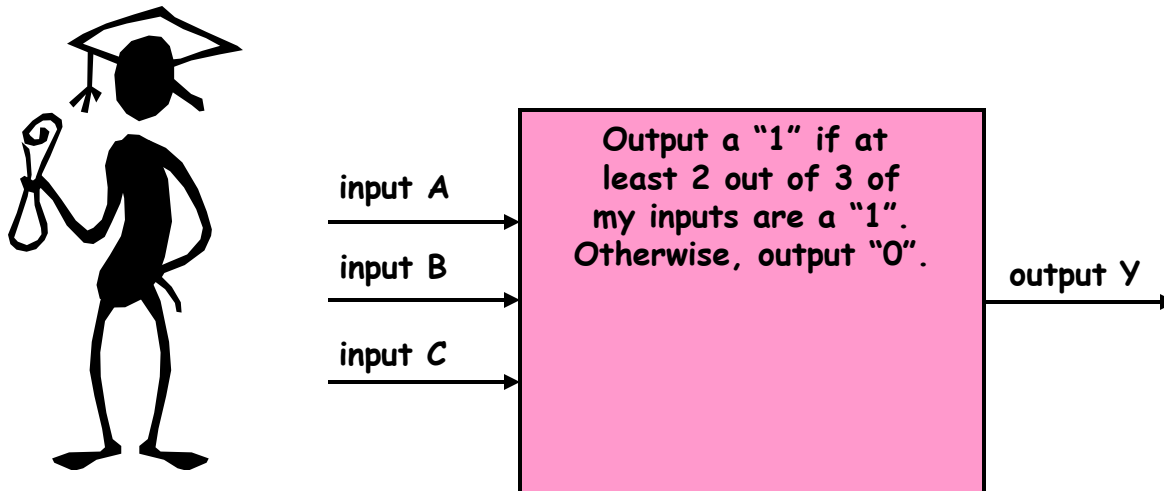 input A
input B
input C
Output a “1” if at
least 2 out of 3 of
my inputs are a “1”.
Otherwise, output “0”.
output Y